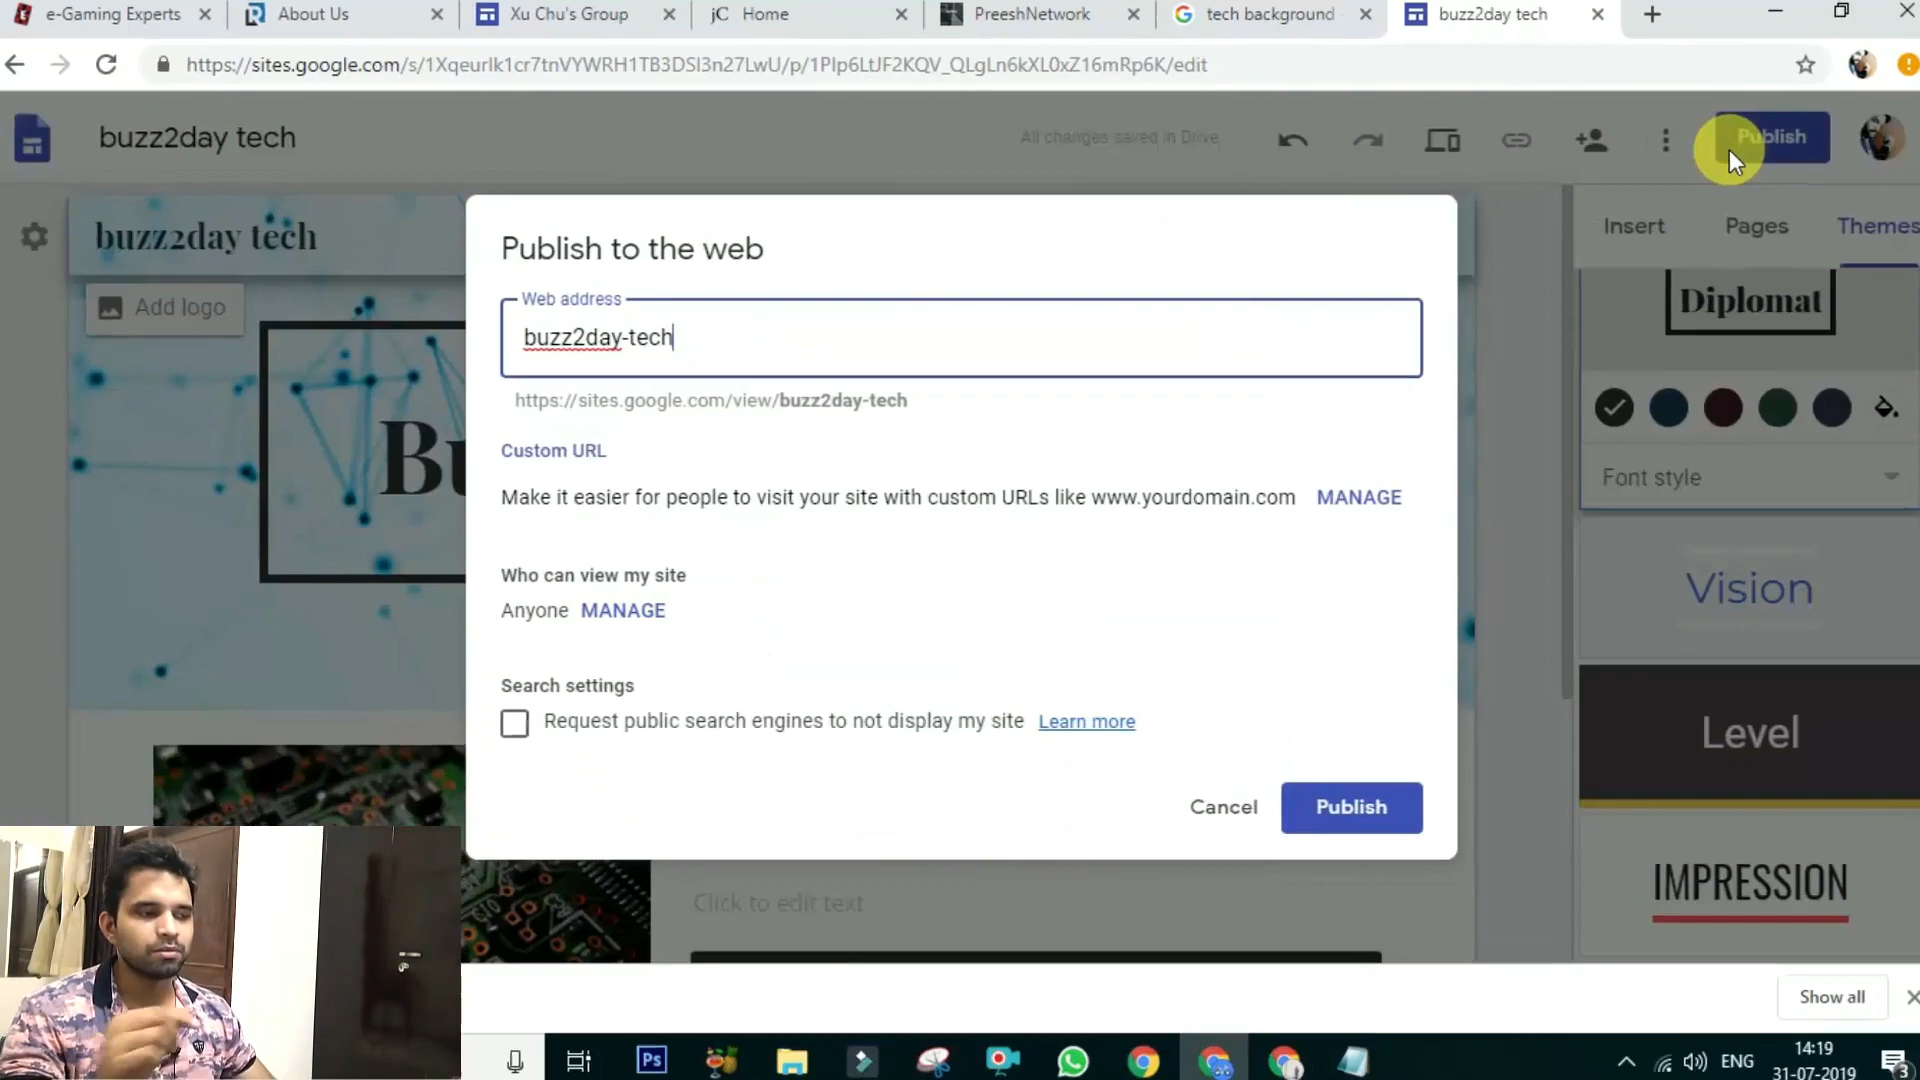 e-Gaming Experts
About Us
Xu Chu's Group
jC Home
PreeshNetwork
tech background
buzz2day tech
https://sites.google.com/s/1Xqeurlk1cr7tnVYWRH1TB3DSl3n27LwU/p/1Plp6LtJF2KQV_QLgLn6kXL0xZ16mRp6K/edit
buzz2day tech
All changes saved in Drive
Publish
buzz2day tech
Add logo
Bu
Insert
Pages
Themes
Diplomat
Font style
Vision
Level
IMPRESSION
Publish to the web
Web address
buzz2day-tech
https://sites.google.com/view/buzz2day-tech
Custom URL
Make it easier for people to visit your site with custom URLs like www.yourdomain.com MANAGE
Who can view my site
Anyone MANAGE
Search settings
Request public search engines to not display my site Learn more
Cancel
Publish
Click to edit text
Show all
Ps
ENG
14:19
31-07-2019
3